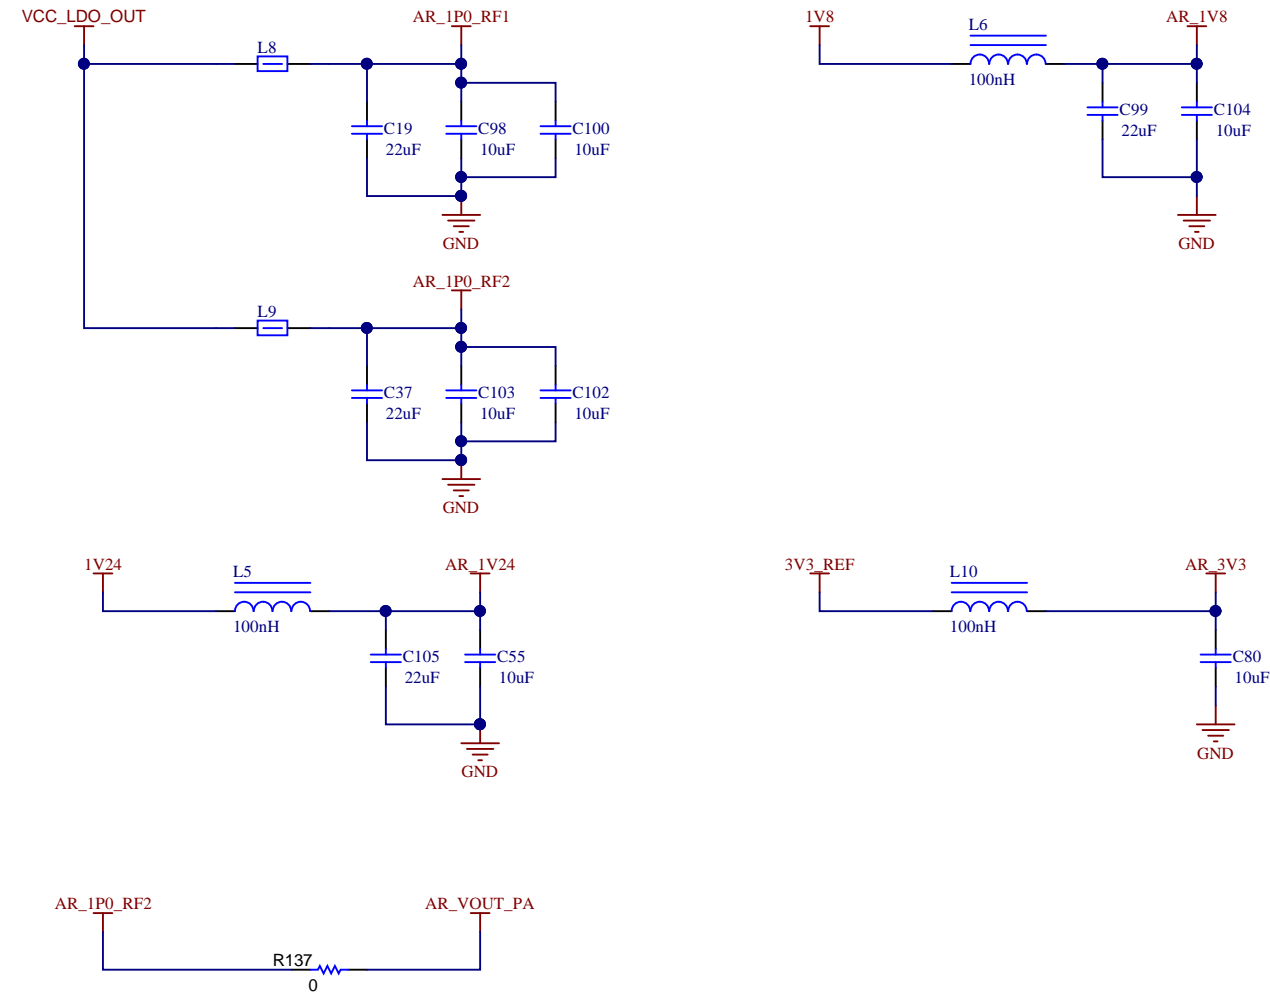 VCC_LDO_OUT
AR_1P0_RF1
L8
C19
22uF
C98
10uF
C100
10uF
GND
1V8
L6
100nH
AR_1V8
C99
22uF
C104
10uF
GND
AR_1P0_RF2
L9
C37
22uF
C103
10uF
C102
10uF
GND
1V24
L5
100nH
AR_1V24
C105
22uF
C55
10uF
GND
3V3_REF
L10
100nH
AR_3V3
C80
10uF
GND
AR_1P0_RF2
AR_VOUT_PA
R137
0